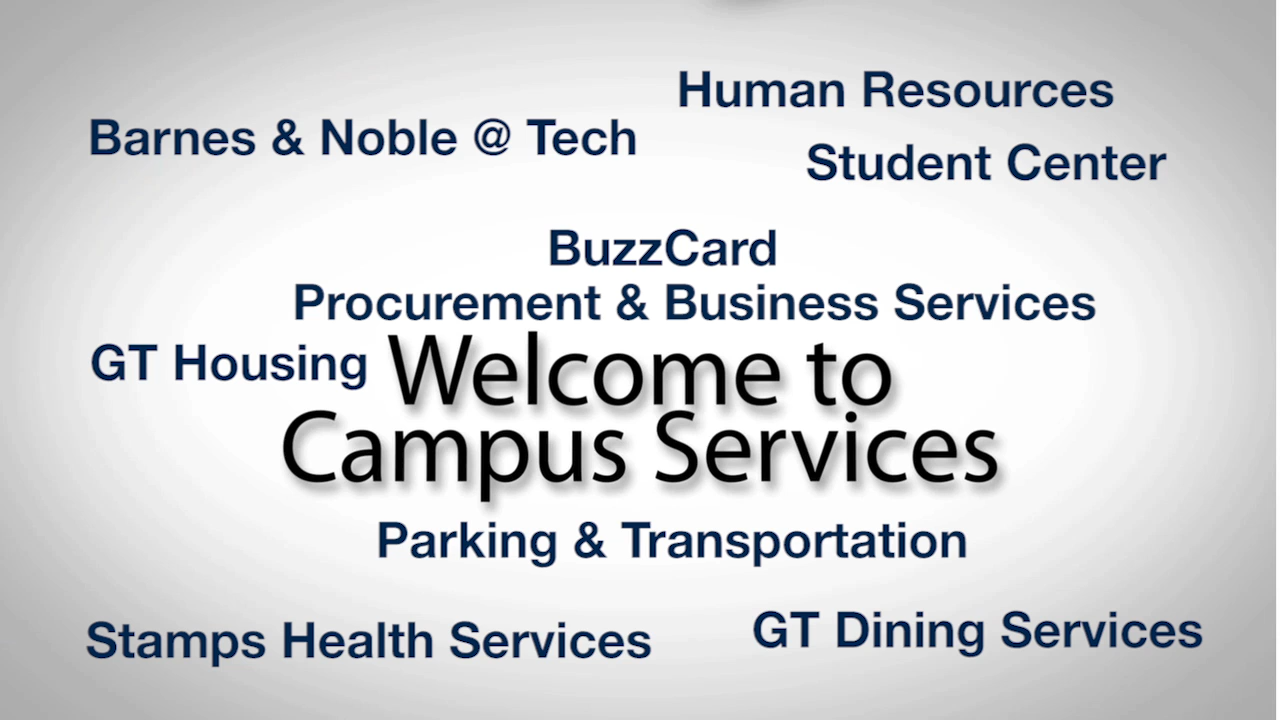 Human Resources
Barnes & Noble @ Tech
Student Center
BuzzCard
Procurement & Business Services
GT Housing
Welcome to
Campus Services
Parking & Transportation
Stamps Health Services
GT Dining Services